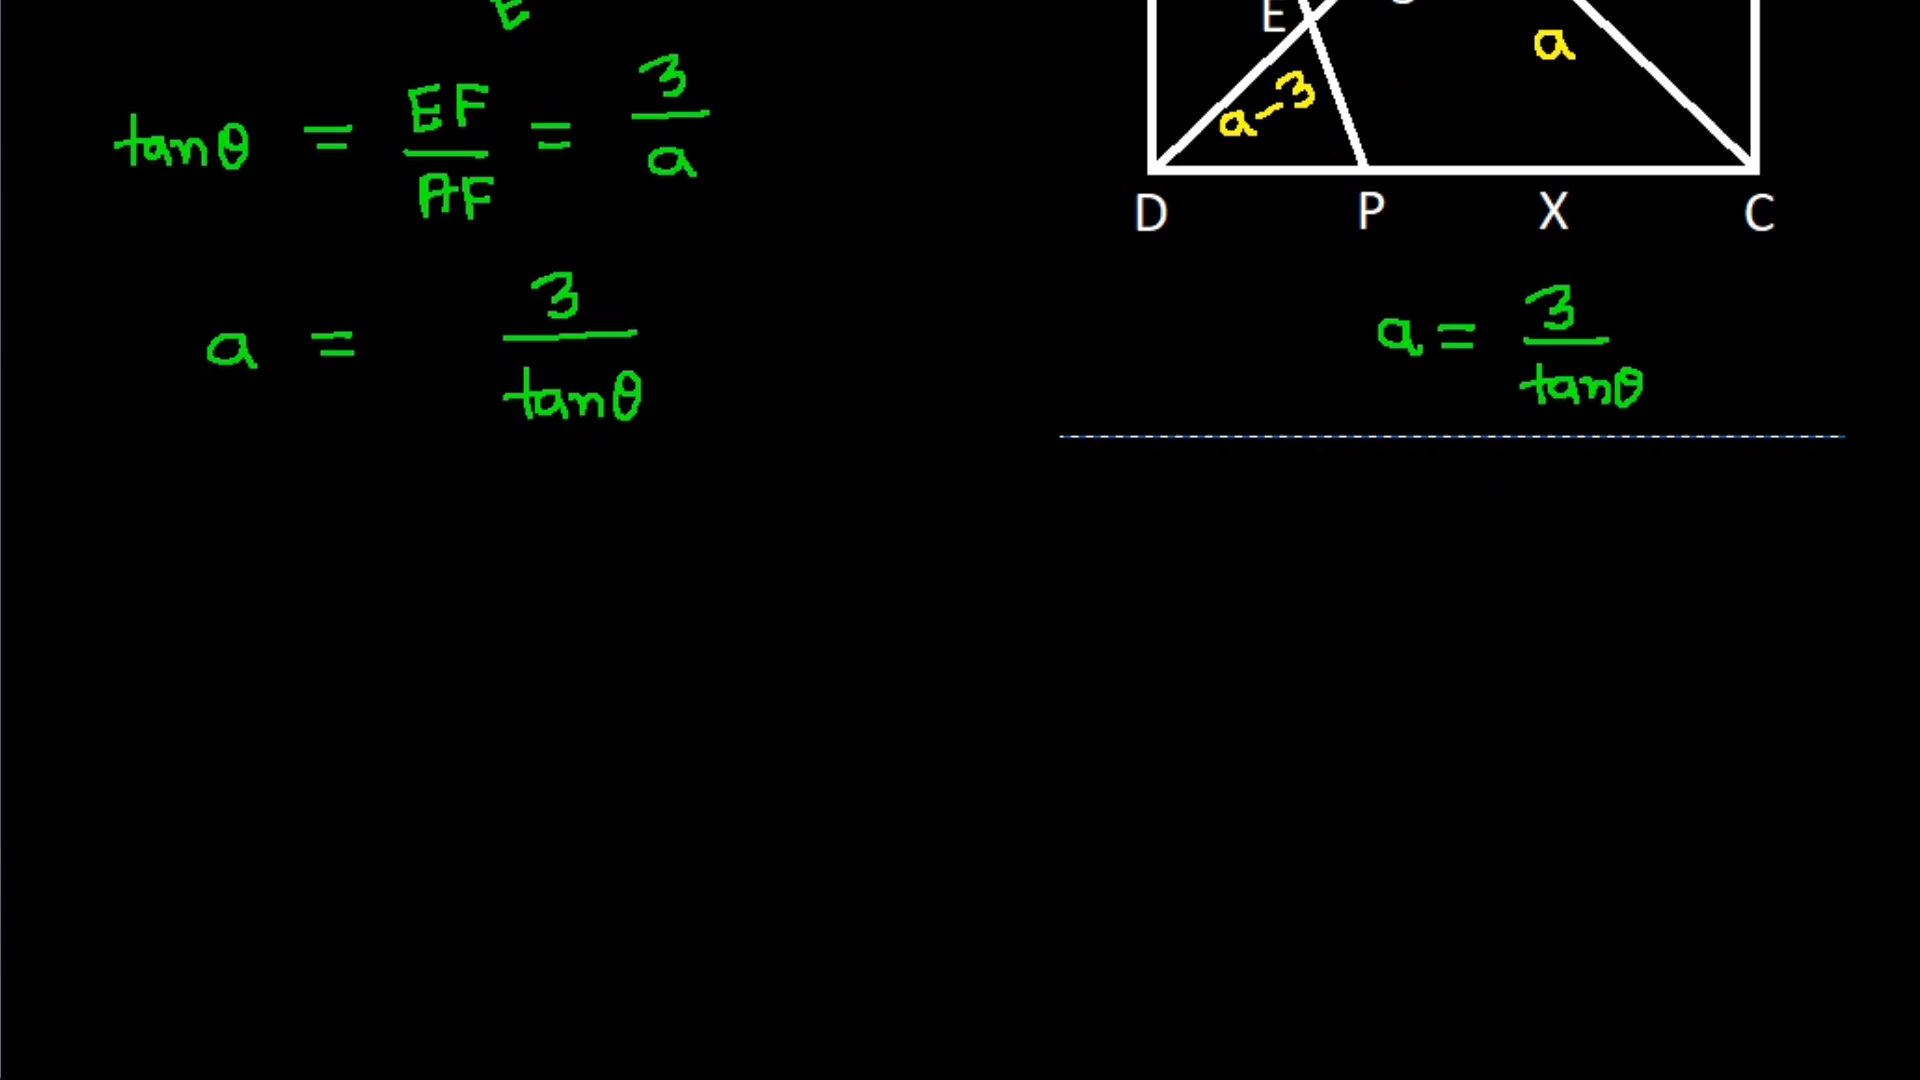 E
tanθ = EF/AF = 3/a
a = 3/tanθ
E
a
a-3
D P X C
a = 3/tanθ